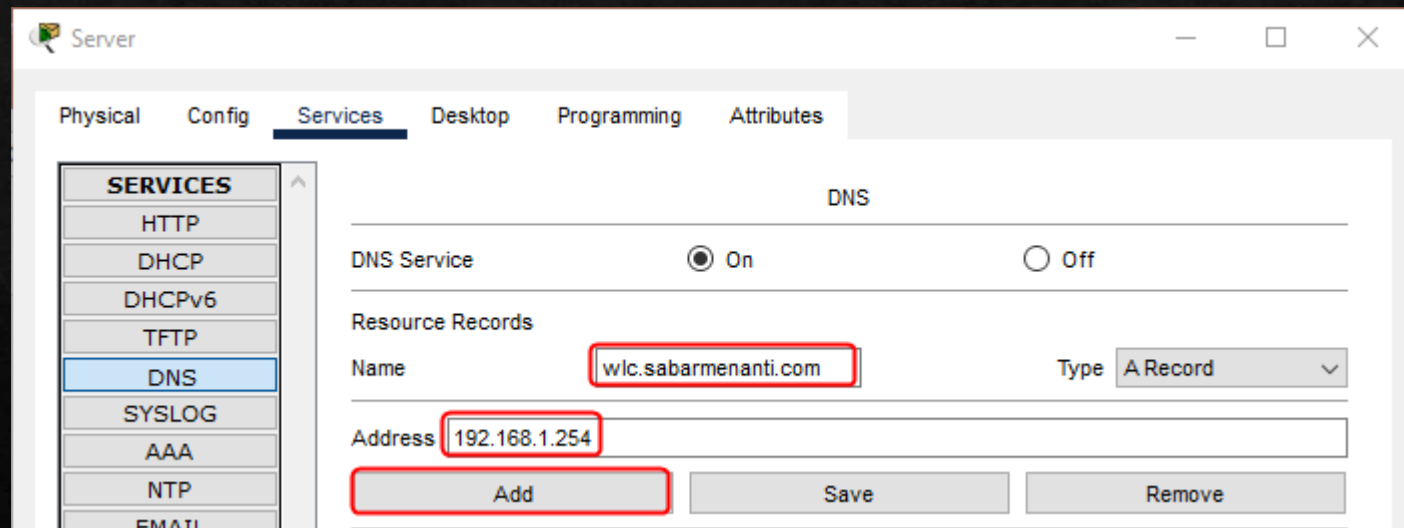 Server
Physical Config Services Desktop Programming Attributes
SERVICES
HTTP
DHCP
DHCPv6
TFTP
DNS
SYSLOG
AAA
NTP
EMAIL
DNS
DNS Service On Off
Resource Records
Name wlc.sabarmenanti.com Type A Record
Address 192.168.1.254
Add Save Remove